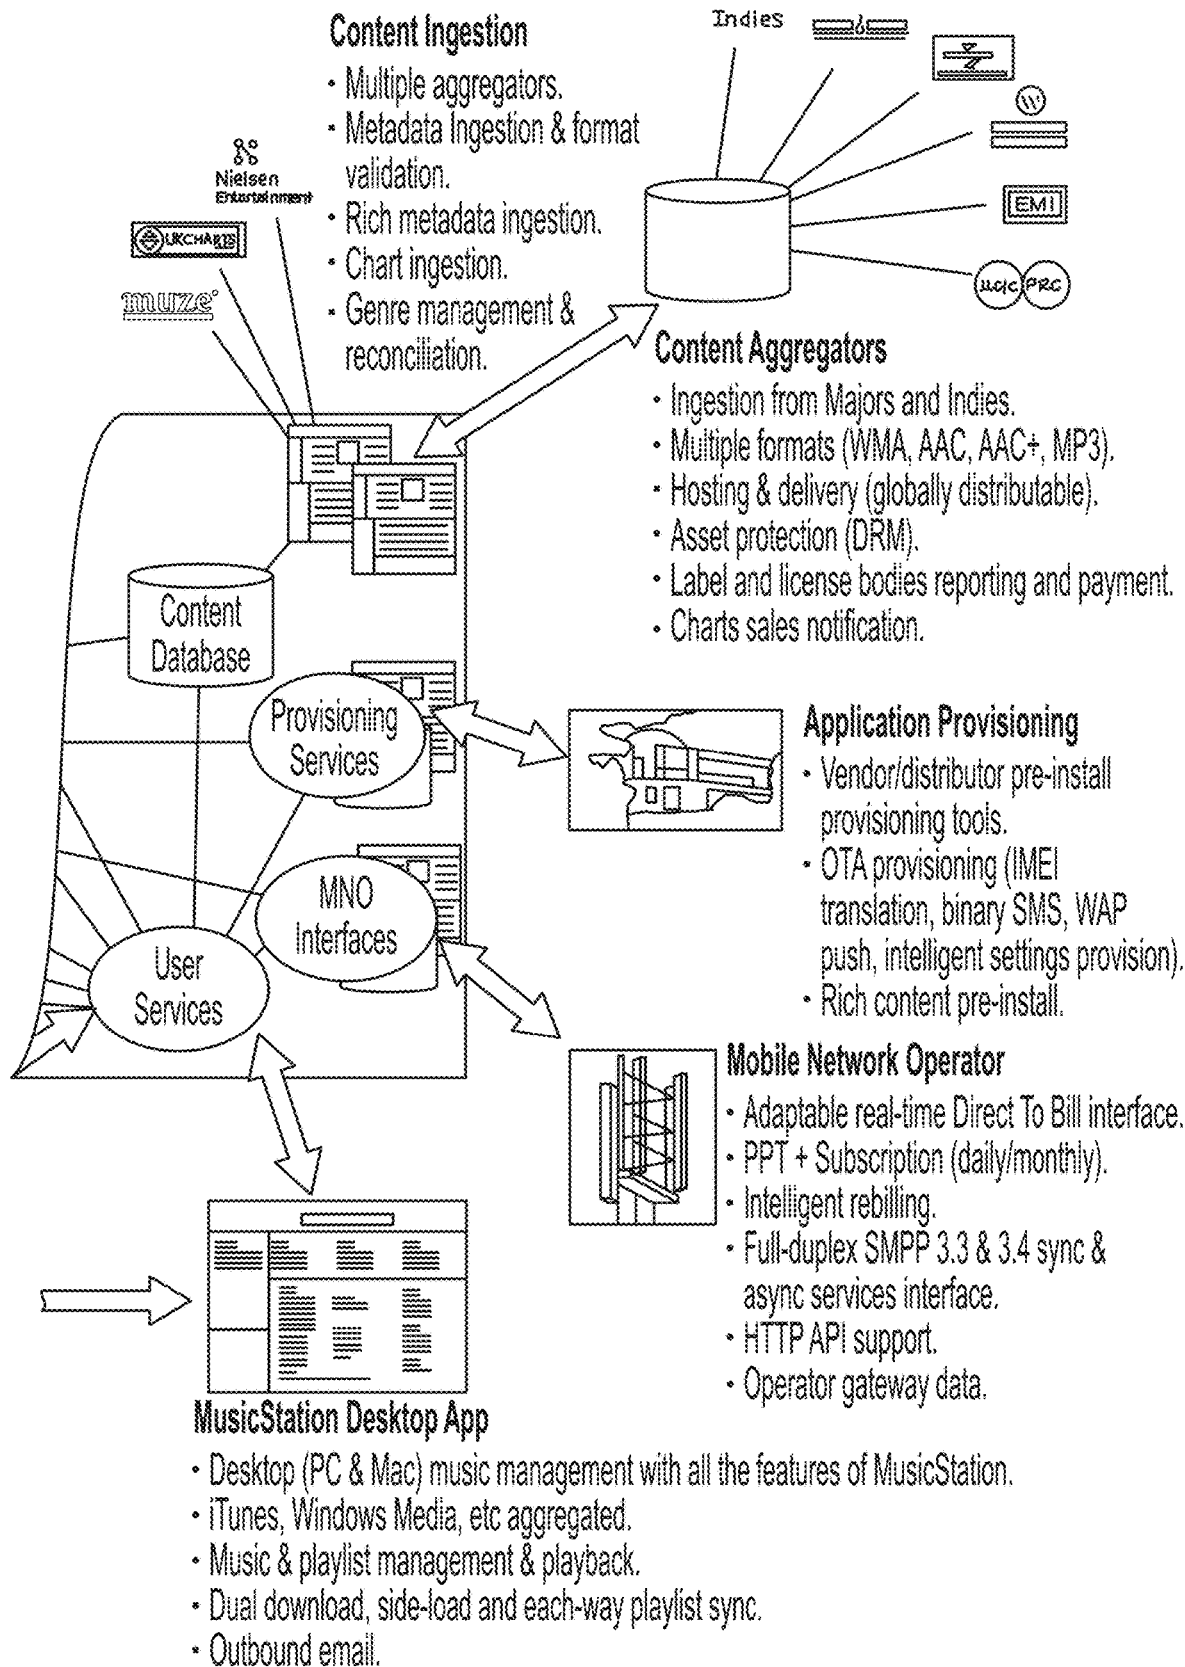 Content Ingestion
· Multiple aggregators.
· Metadata Ingestion & format
validation.
· Rich metadata ingestion.
· Chart ingestion.
· Genre management &
reconciliation.
Indies
EMI
Nielsen
Entertainment
UKCHARTS
muze
Content Aggregators
· Ingestion from Majors and Indies.
· Multiple formats (WMA, AAC, AAC+, MP3).
· Hosting & delivery (globally distributable).
· Asset protection (DRM).
· Label and license bodies reporting and payment.
· Charts sales notification.
Content
Database
Provisioning
Services
MNO
Interfaces
User
Services
Application Provisioning
· Vendor/distributor pre-install
provisioning tools.
· OTA provisioning (IMEI
translation, binary SMS, WAP
push, intelligent settings provision).
· Rich content pre-install.
Mobile Network Operator
· Adaptable real-time Direct To Bill interface.
· PPT + Subscription (daily/monthly).
· Intelligent rebilling.
· Full-duplex SMPP 3.3 & 3.4 sync &
async services interface.
· HTTP API support.
· Operator gateway data.
MusicStation Desktop App
· Desktop (PC & Mac) music management with all the features of MusicStation.
· iTunes, Windows Media, etc aggregated.
· Music & playlist management & playback.
· Dual download, side-load and each-way playlist sync.
· Outbound email.